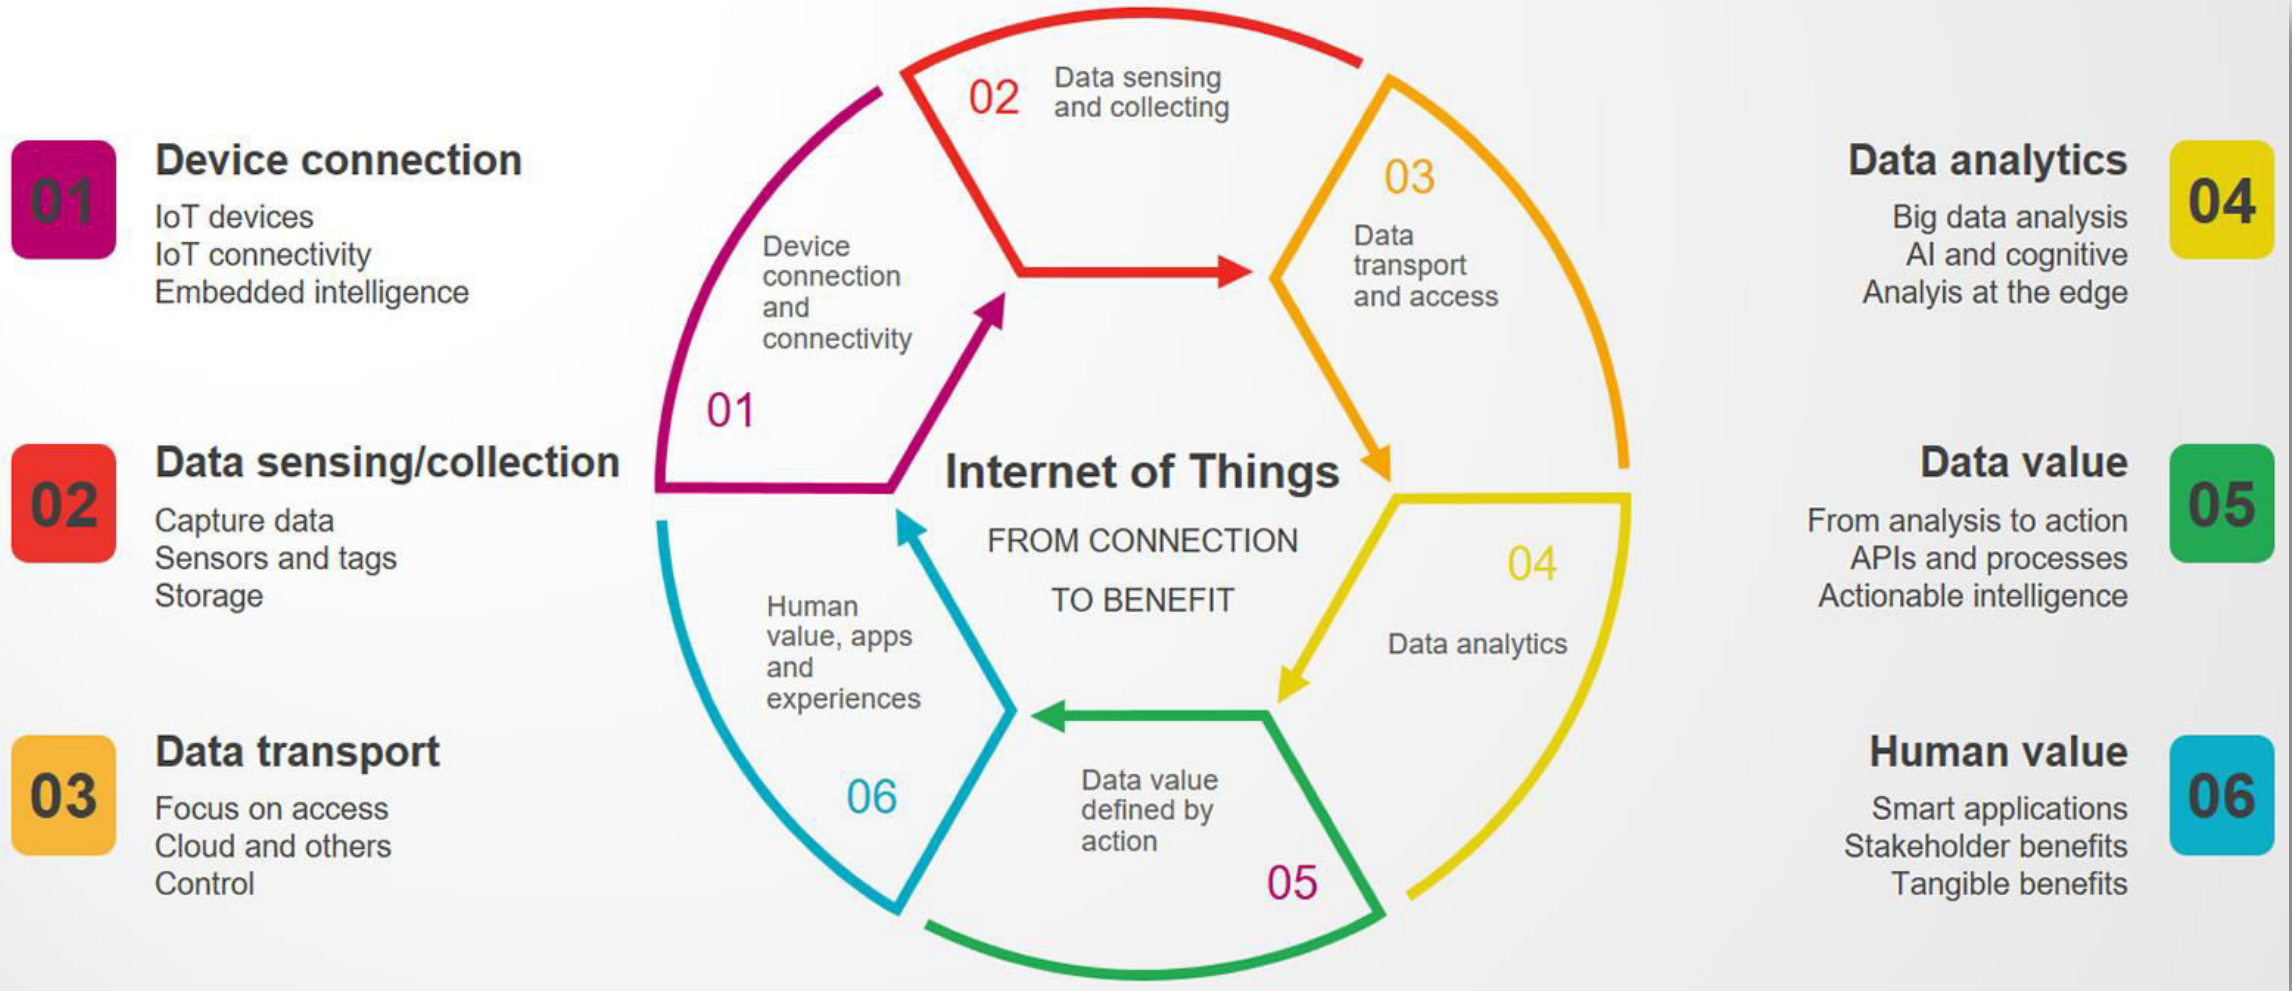 01
Device connection
IoT devices
IoT connectivity
Embedded intelligence
02
Data sensing/collection
Capture data
Sensors and tags
Storage
03
Data transport
Focus on access
Cloud and others
Control
02
Data sensing
and collecting
03
Data
transport
and access
Device
connection
and
connectivity
01
Internet of Things
FROM CONNECTION
TO BENEFIT
04
Data analytics
Human
value, apps
and
experiences
06
Data value
defined by
action
05
Data analytics
04
Big data analysis
AI and cognitive
Analyis at the edge
Data value
05
From analysis to action
APIs and processes
Actionable intelligence
Human value
06
Smart applications
Stakeholder benefits
Tangible benefits